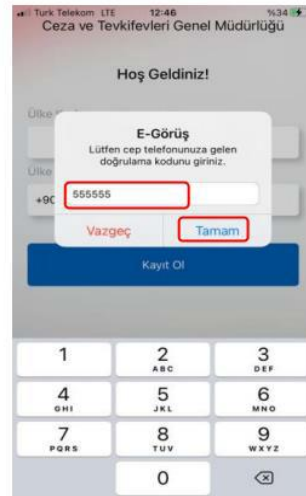 Turk Telekom LTE 12:46 %34
Ceza ve Tevkifevleri Genel Müdürlüğü
Hoş Geldiniz!
Ülke
E-Görüş
Lütfen cep telefonunuza gelen
doğrulama kodunu giriniz.
Ülke
+90
555555
Vazgeç Tamam
Kayıt Ol
1 2 3
ABC DEF
4 5 6
GHI JKL MNO
7 8 9
PQRS TUV WXYZ
0